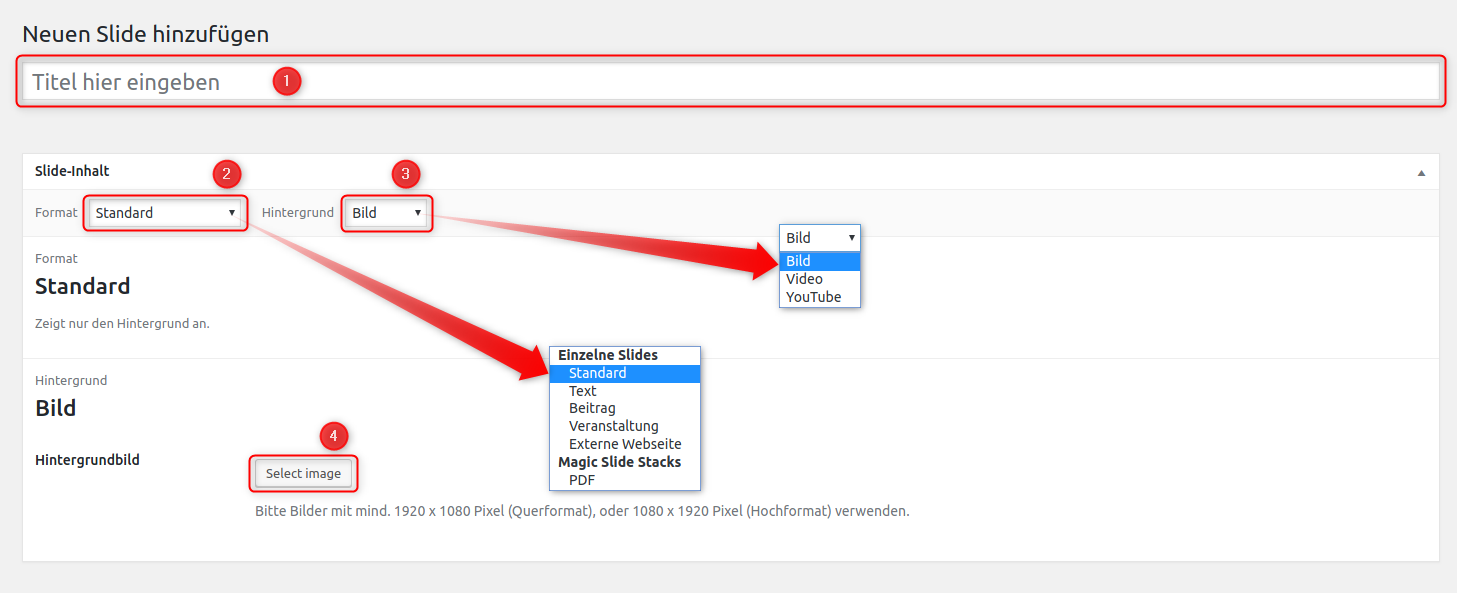 Neuen Slide hinzufügen
Titel hier eingeben 1
2 3
Slide-Inhalt
Format Standard Hintergrund Bild
Bild
Bild
Video
YouTube
Format
Standard
Zeigt nur den Hintergrund an.
Einzelne Slides
Standard
Text
Beitrag
Veranstaltung
Externe Webseite
Magic Slide Stacks
PDF
Hintergrund
Bild
4
Hintergrundbild Select image
Bitte Bilder mit mind. 1920 x 1080 Pixel (Querformat), oder 1080 x 1920 Pixel (Hochformat) verwenden.